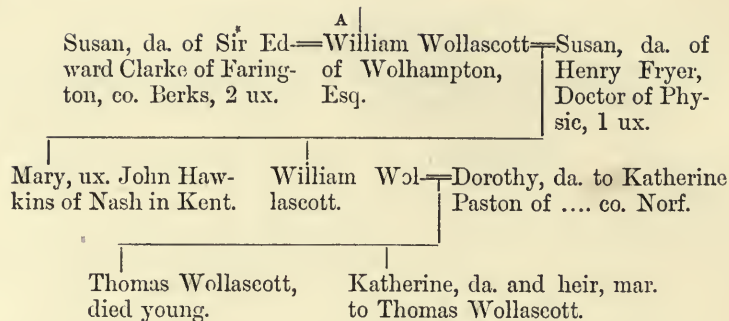 A
Susan, da. of Sir Ed-
ward Clarke of Faring-
ton, co. Berks, 2 ux.
William Wollascott
of Wolhampton,
Esq.
Susan, da. of
Henry Fryer,
Doctor of Phy-
sic, 1 ux.
Mary, ux. John Haw-
kins of Nash in Kent.
William Wol-
lascott.
Dorothy, da. to Katherine
Paston of .... co. Norf.
Thomas Wollascott,
died young.
Katherine, da. and heir, mar.
to Thomas Wollascott.